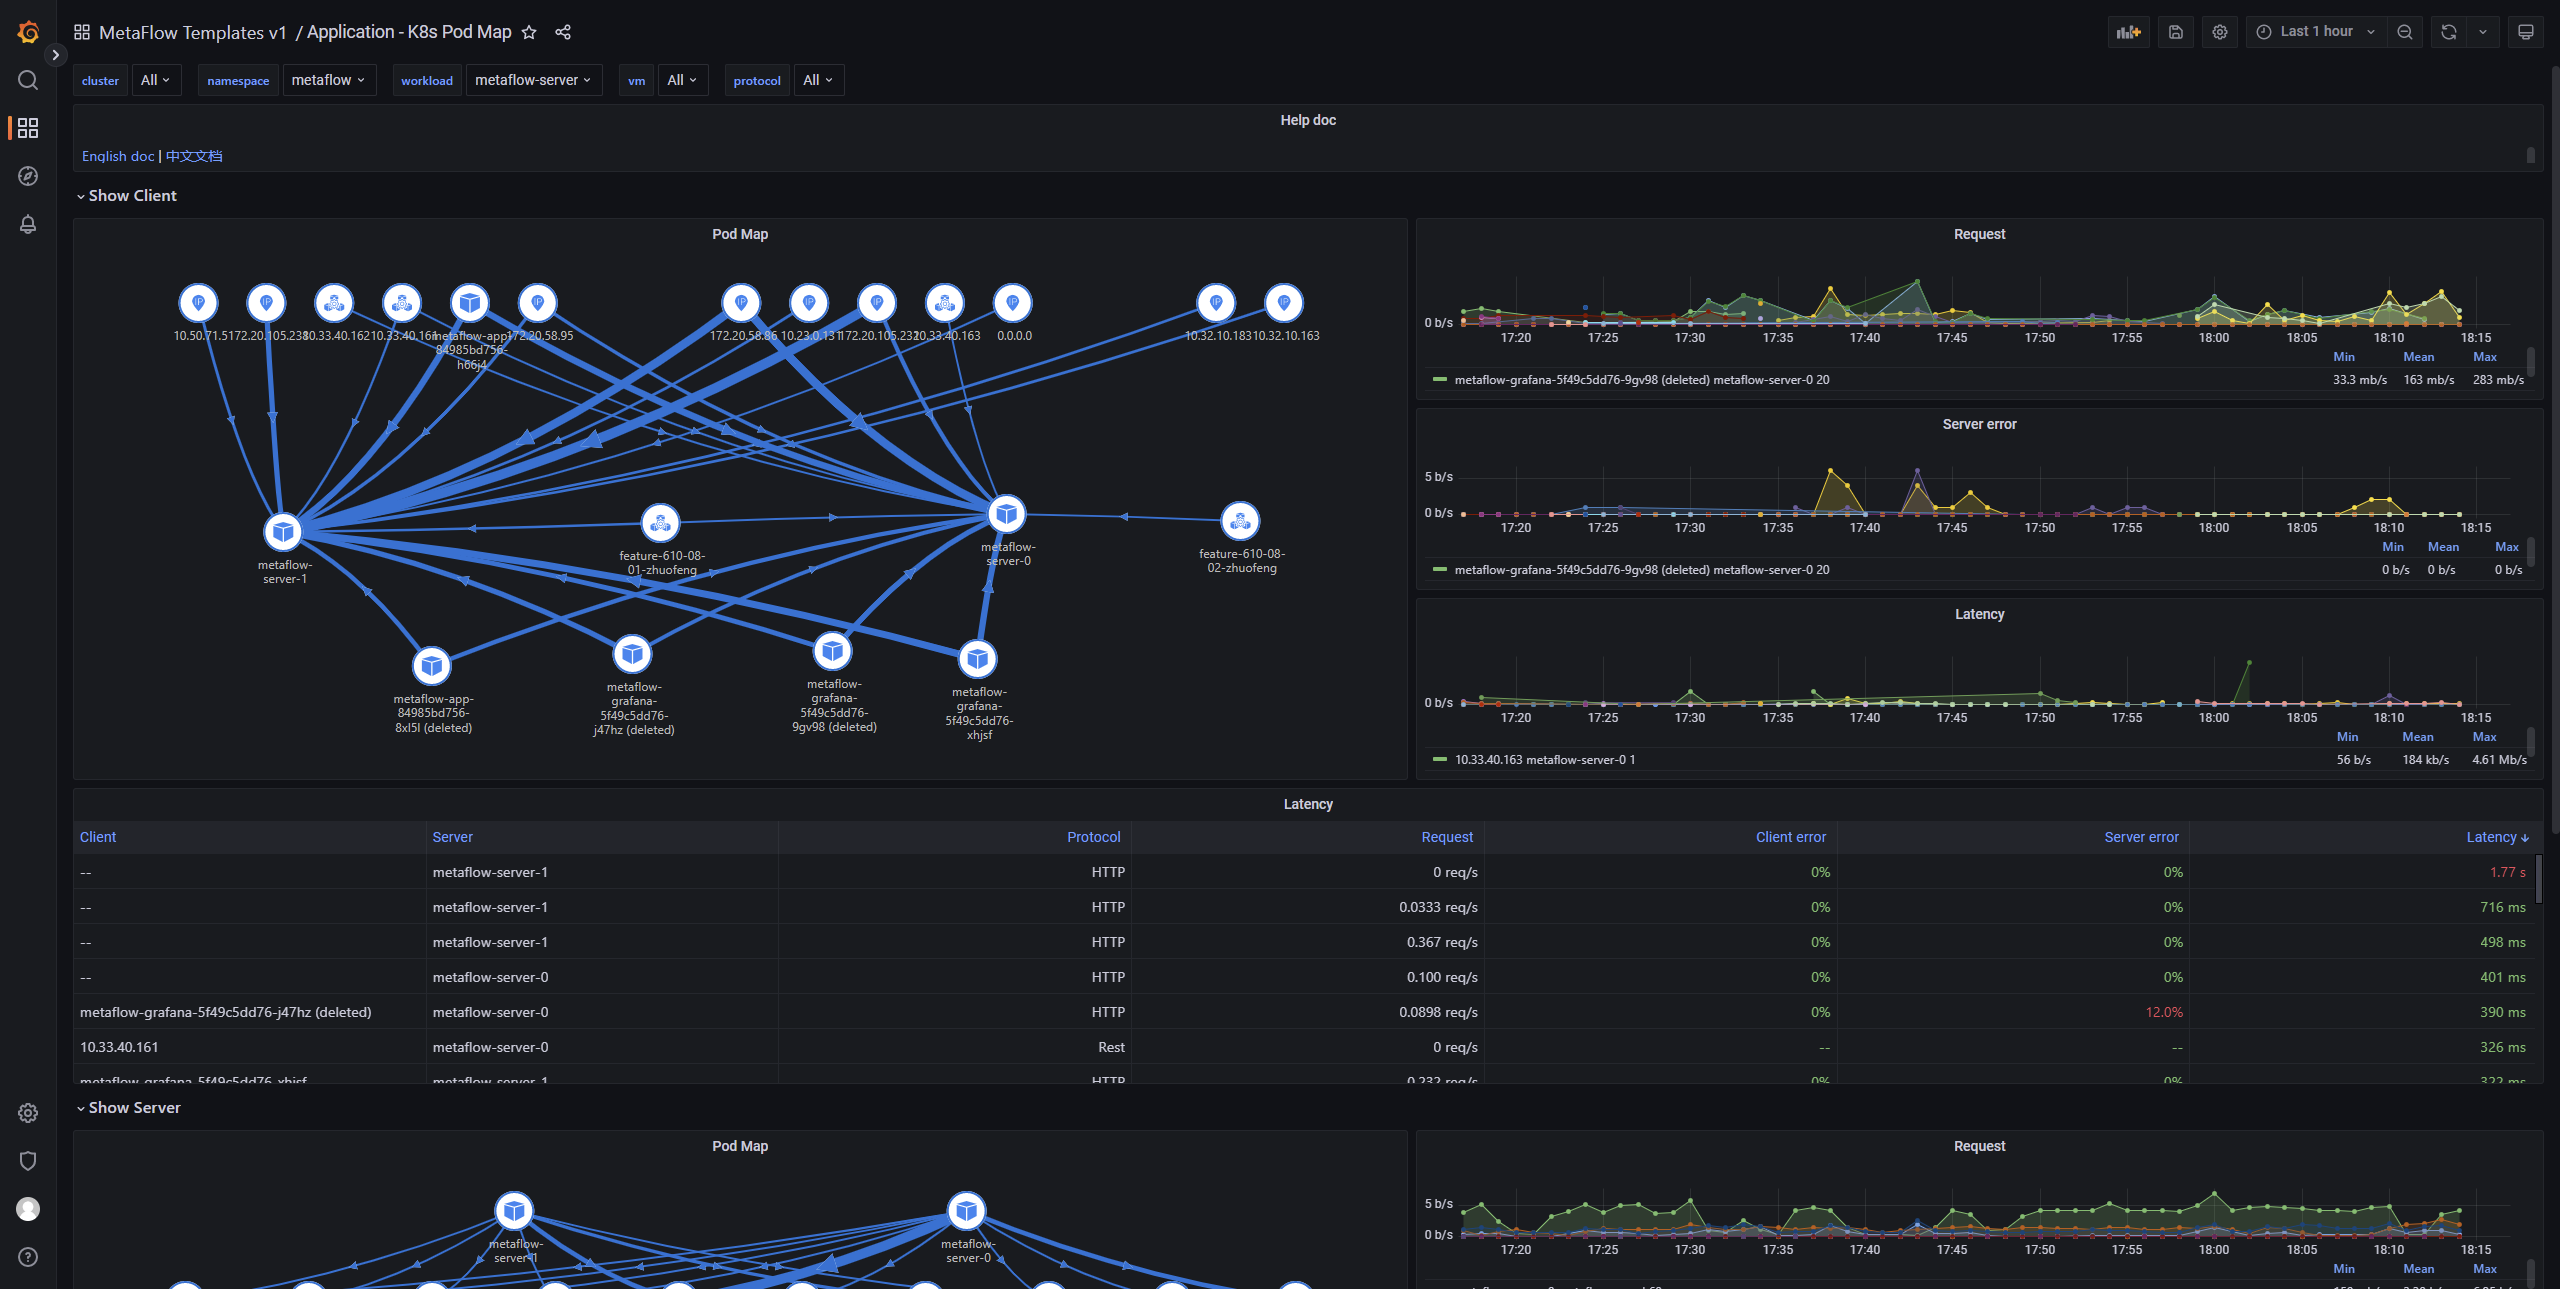 MetaFlow Templates v1 / Application - K8s Pod Map
Last 1 hour
cluster All namespace metaflow workload metaflow-server vm All protocol All
Help doc
English doc | 中文文档
Show Client
Pod Map
10.50.71.5 172.20.105.238 10.33.40.162 10.33.40.161 metaflow-app- 172.20.58.95 172.20.58.86 10.23.0.131 172.20.105.232 10.33.40.163 0.0.0.0 10.32.10.183 10.32.10.163
84985bd756-
h66j4
metaflow-
server-1
feature-610-08-
01-zhuofeng
metaflow-
server-0
feature-610-08-
02-zhuofeng
metaflow-app-
84985bd756-
8xl5l (deleted)
metaflow-
grafana-
5f49c5dd76-
j47hz (deleted)
metaflow-
grafana-
5f49c5dd76-
9gv98 (deleted)
metaflow-
grafana-
5f49c5dd76-
xhjsf
Request
0 b/s
17:20 17:25 17:30 17:35 17:40 17:45 17:50 17:55 18:00 18:05 18:10 18:15
Min Mean Max
metaflow-grafana-5f49c5dd76-9gv98 (deleted) metaflow-server-0 20 33.3 mb/s 163 mb/s 283 mb/s
Server error
5 b/s
0 b/s
17:20 17:25 17:30 17:35 17:40 17:45 17:50 17:55 18:00 18:05 18:10 18:15
Min Mean Max
metaflow-grafana-5f49c5dd76-9gv98 (deleted) metaflow-server-0 20 0 b/s 0 b/s 0 b/s
Latency
0 b/s
17:20 17:25 17:30 17:35 17:40 17:45 17:50 17:55 18:00 18:05 18:10 18:15
Min Mean Max
10.33.40.163 metaflow-server-0 1 56 b/s 184 kb/s 4.61 Mb/s
Latency
Client Server Protocol Request Client error Server error Latency
-- metaflow-server-1 HTTP 0 req/s 0% 0% 1.77 s
-- metaflow-server-1 HTTP 0.0333 req/s 0% 0% 716 ms
-- metaflow-server-1 HTTP 0.367 req/s 0% 0% 498 ms
-- metaflow-server-0 HTTP 0.100 req/s 0% 0% 401 ms
metaflow-grafana-5f49c5dd76-j47hz (deleted) metaflow-server-0 HTTP 0.0898 req/s 0% 12.0% 390 ms
10.33.40.161 metaflow-server-0 Rest 0 req/s -- -- 326 ms
metaflow-grafana-5f49c5dd76-xhjsf metaflow-server-1 HTTP 0.232 req/s 0% 0% 322 ms
Show Server
Pod Map
metaflow-
server-1
metaflow-
server-0
Request
5 b/s
0 b/s
17:20 17:25 17:30 17:35 17:40 17:45 17:50 17:55 18:00 18:05 18:10 18:15
Min Mean Max